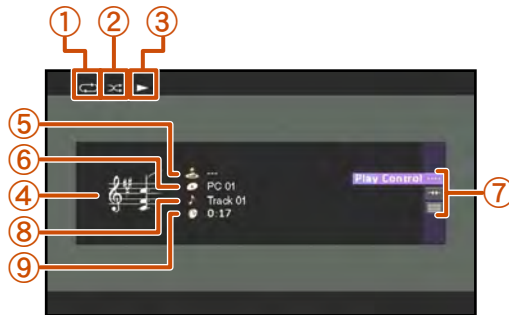 ① ② ③
⑤ ---
⑥ PC 01
④
Play Control ----
⑦
⑧ Track 01
⑨ 0:17